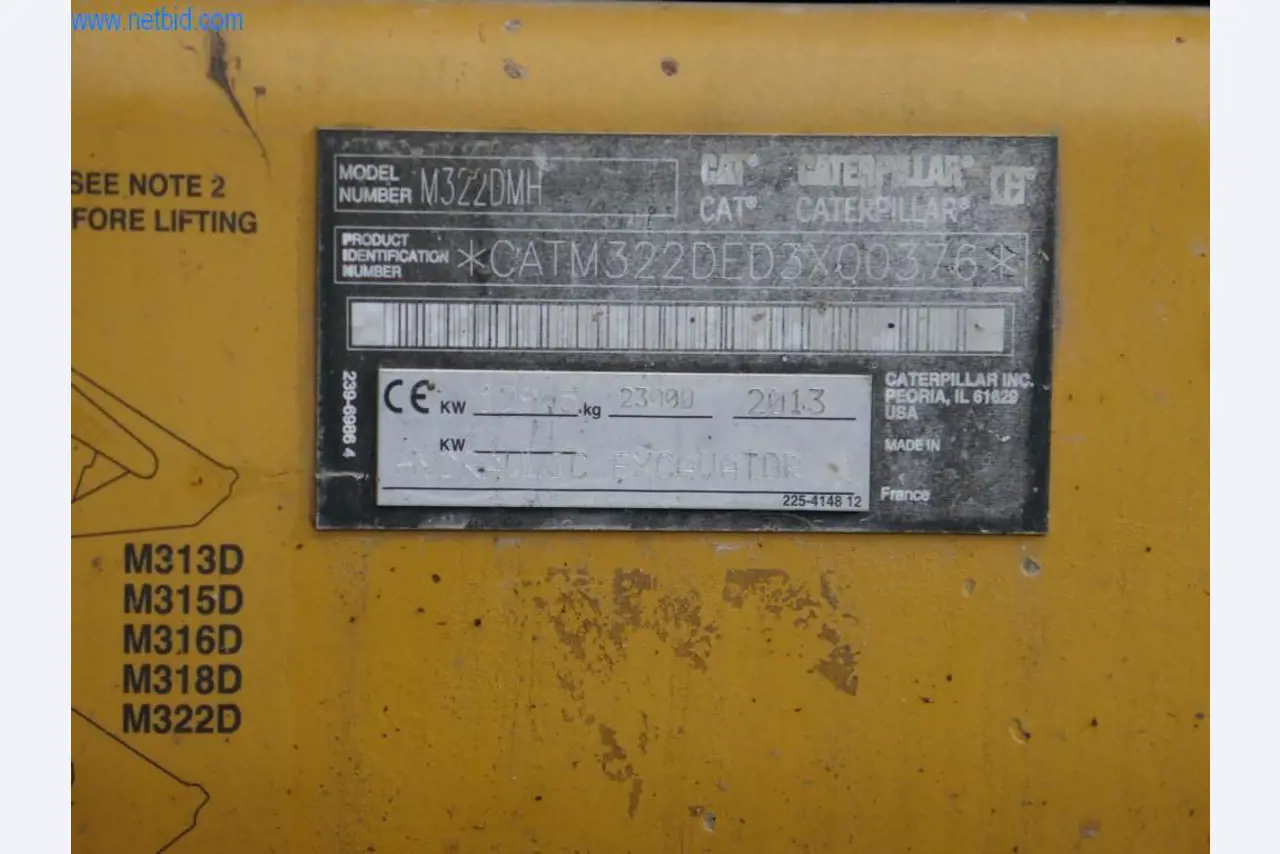 www.netbid.com
SEE NOTE 2
FORE LIFTING
MODEL NUMBER M322DMH
CAT® CATERPILLAR®
CAT® CATERPILLAR®
PRODUCT IDENTIFICATION NUMBER *CATM322DED3X00376*
239-6986 4
CE KW kg 23400 2013
KW
EXCAVATOR
225-4148 12
CATERPILLAR INC.
PEORIA, IL 61629
USA
MADE IN
France
M313D
M315D
M316D
M318D
M322D